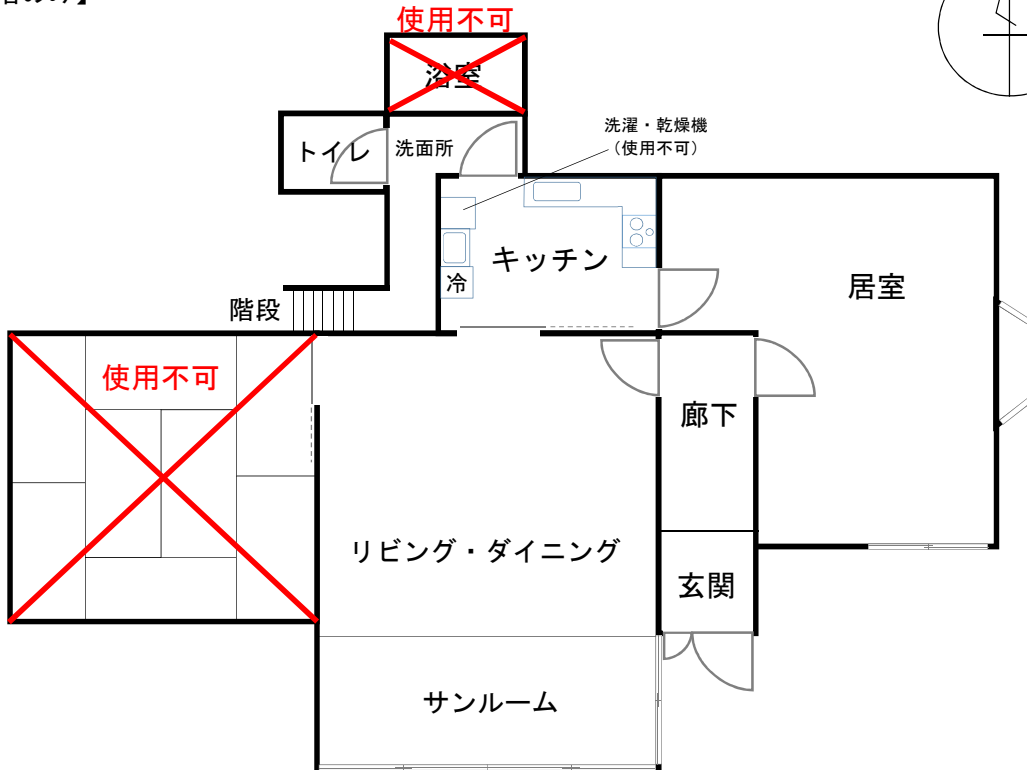 使用不可
浴室
トイレ
洗面所
洗濯・乾燥機
（使用不可）
キッチン
冷
居室
階段
使用不可
廊下
リビング・ダイニング
玄関
サンルーム